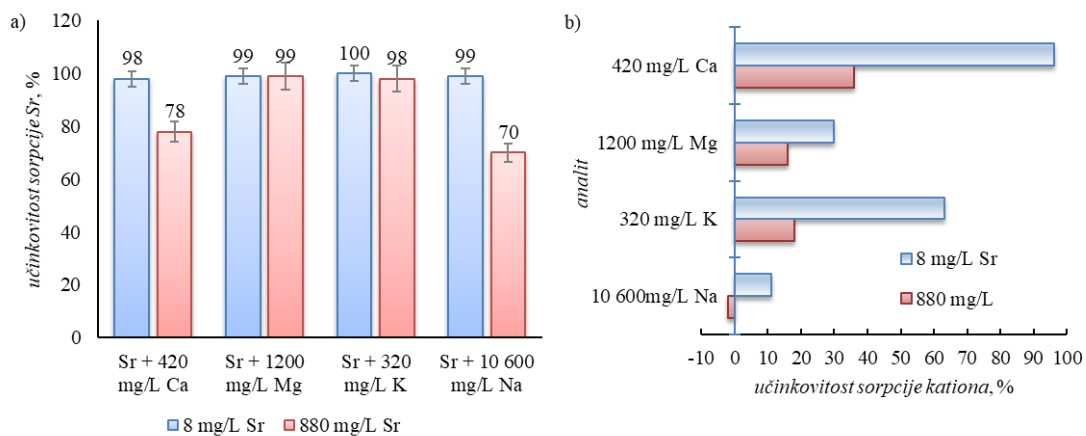 a)
učinkovitost sorpcije Sr, %
120
100
80
60
40
20
0
98
78
99
99
100
98
99
70
Sr + 420
mg/L Ca
Sr + 1200
mg/L Mg
Sr + 320
mg/L K
Sr + 10 600
mg/L Na
8 mg/L Sr
880 mg/L Sr
b)
analit
420 mg/L Ca
1200 mg/L Mg
320 mg/L K
10 600mg/L Na
8 mg/L Sr
880 mg/L
-10
0
10
20
30
40
50
60
70
80
90
100
učinkovitost sorpcije kationa, %